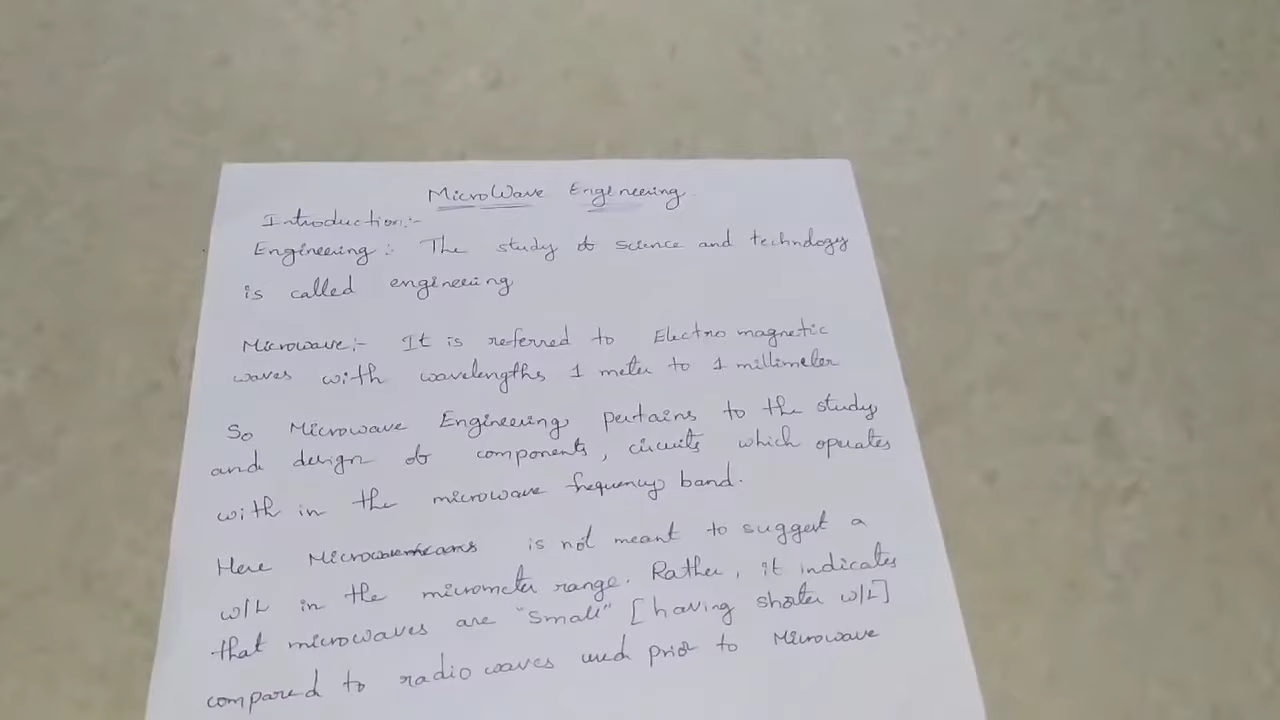 MicroWave Engineering
Introduction:-
Engineering :- The study of science and technology
is called engineering
Microwave:- It is referred to Electro magnetic
waves with wavelengths 1 meter to 1 millimeter
So Microwave Engineering pertains to the study
and design of components, circuits which operates
with in the microwave frequency band.
Here Micro is not meant to suggest a
W/L in the micrometer range. Rather, it indicates
that microwaves are "small" [having shorter W/L]
compared to radio waves used prior to Microwave